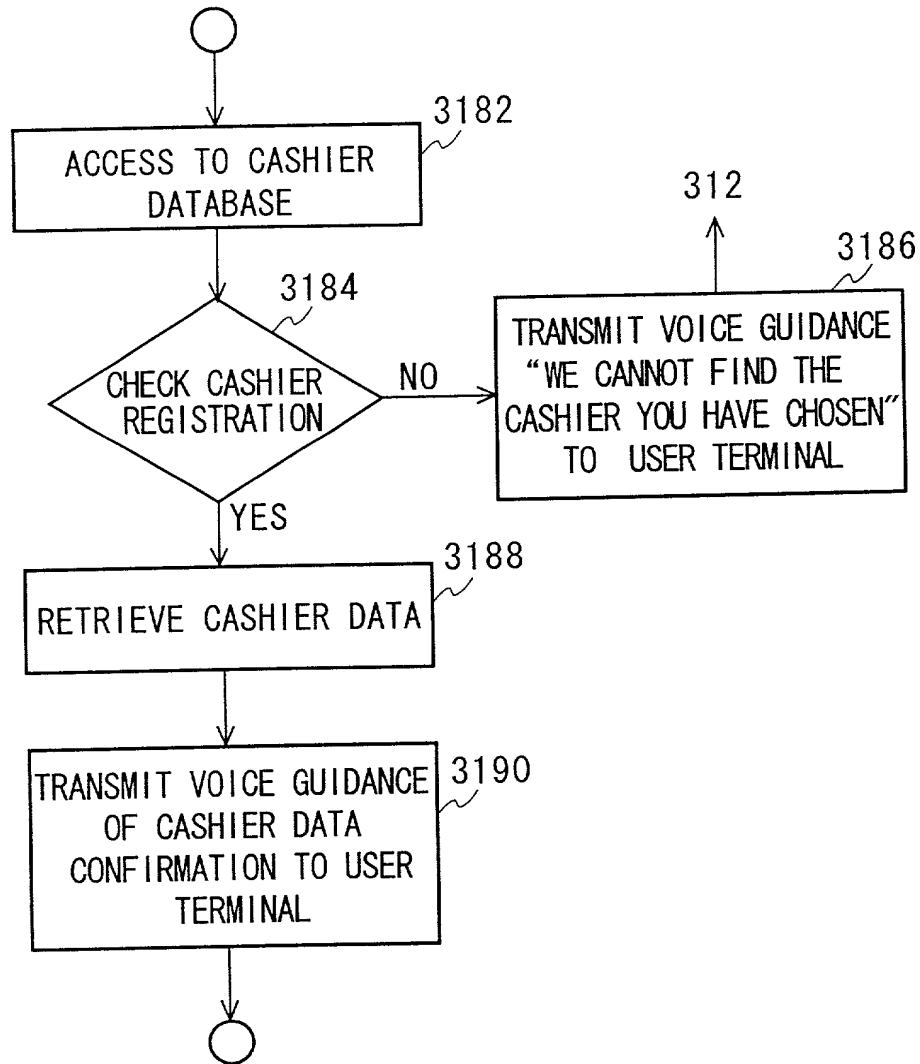 3182
ACCESS TO CASHIER
DATABASE
3184
CHECK CASHIER
REGISTRATION
NO
YES
312
3186
TRANSMIT VOICE GUIDANCE
“WE CANNOT FIND THE
CASHIER YOU HAVE CHOSEN”
TO USER TERMINAL
3188
RETRIEVE CASHIER DATA
3190
TRANSMIT VOICE GUIDANCE
OF CASHIER DATA
CONFIRMATION TO USER
TERMINAL